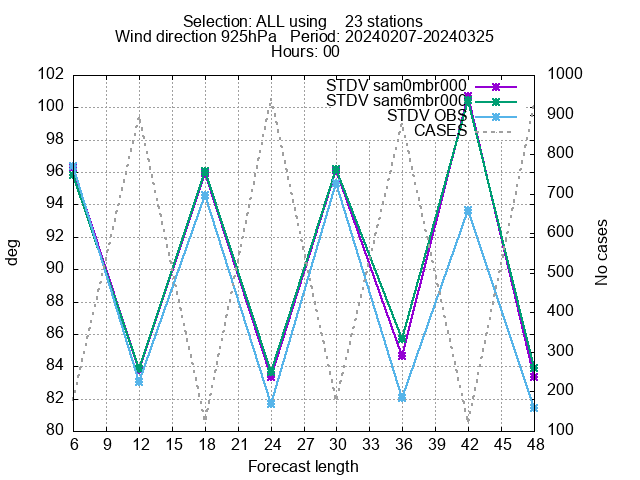 Selection: ALL using    23 stations
Wind direction 925hPa   Period: 20240207-20240325
Hours: 00
STDV sam0mbr000
STDV sam6mbr000
STDV OBS
CASES
102
100
98
96
94
92
90
88
86
84
82
80
deg
1000
900
800
700
600
500
400
300
200
100
No cases
6 9 12 15 18 21 24 27 30 33 36 39 42 45 48
Forecast length